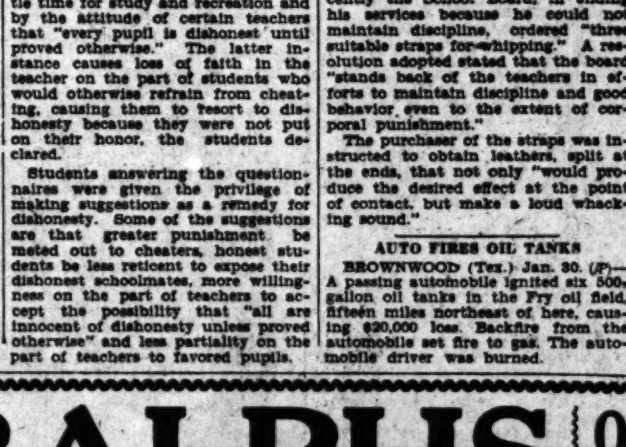 tle time for study and recreation and
by the attitude of certain teachers
that "every pupil is dishonest until
proved otherwise." The latter in-
stance causes loss of faith in the
teacher on the part of students who
would otherwise refrain from cheat-
ing, causing them to resort to dis-
honesty because they were not put
on their honor, the students de-
clared.
Students answering the question-
naires were given the privilege of
making suggestions as a remedy for
dishonesty. Some of the suggestions
are that greater punishment be
meted out to cheaters, honest stu-
dents be less reticent to expose their
dishonest schoolmates, more willing-
ness on the part of teachers to ac-
cept the possibility that "all are
innocent of dishonesty unless proved
otherwise" and less partiality on the
part of teachers to favored pupils.
cently the School Board, in ending
his services because he could not
maintain discipline, ordered "three
suitable straps for whipping." A res-
olution adopted stated that the board
"stands back of the teachers in ef-
forts to maintain discipline and good
behavior even to the extent of cor-
poral punishment."
The purchaser of the straps was in-
structed to obtain leathers, split at
the ends, that not only "would pro-
duce the desired effect at the point
of contact, but make a loud whack-
ing sound."
AUTO FIRES OIL TANKS
BROWNWOOD (Tex.) Jan. 30. (AP)—
A passing automobile ignited six 500-
gallon oil tanks in the Fry oil field,
fifteen miles northeast of here, caus-
ing $20,000 loss. Backfire from the
automobile set fire to gas. The auto-
mobile driver was burned.
RALPHS